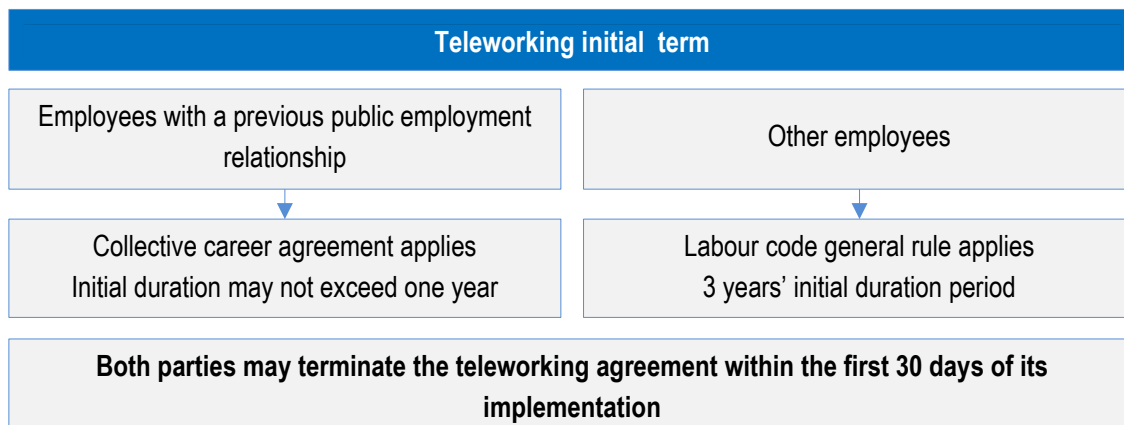 Teleworking initial term
Employees with a previous public employment
relationship
Other employees
Collective career agreement applies
Initial duration may not exceed one year
Labour code general rule applies
3 years’ initial duration period
Both parties may terminate the teleworking agreement within the first 30 days of its
implementation